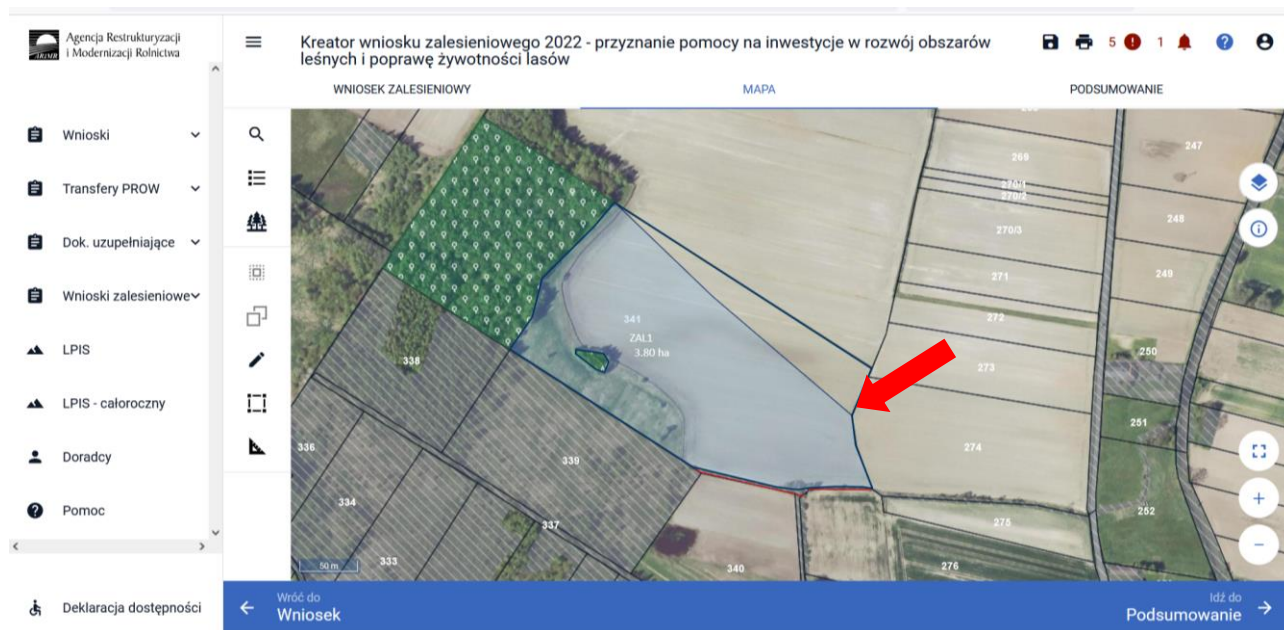 Agencja Restrukturyzacji
i Modernizacji Rolnictwa
ARiMR
Kreator wniosku zalesieniowego 2022 - przyznanie pomocy na inwestycje w rozwój obszarów
leśnych i poprawę żywotności lasów
5
1
WNIOSEK ZALESIENIOWY
MAPA
PODSUMOWANIE
Wnioski
Transfery PROW
Dok. uzupełniające
Wnioski zalesieniowe
LPIS
LPIS - całoroczny
Doradcy
Pomoc
Deklaracja dostępności
247
269
270/1
270/2
248
270/3
249
271
272
341
ZAL1
3.80 ha
250
338
273
251
336
274
339
334
252
337
275
333
340
276
50 m
Wróć do
Wniosek
Idź do
Podsumowanie